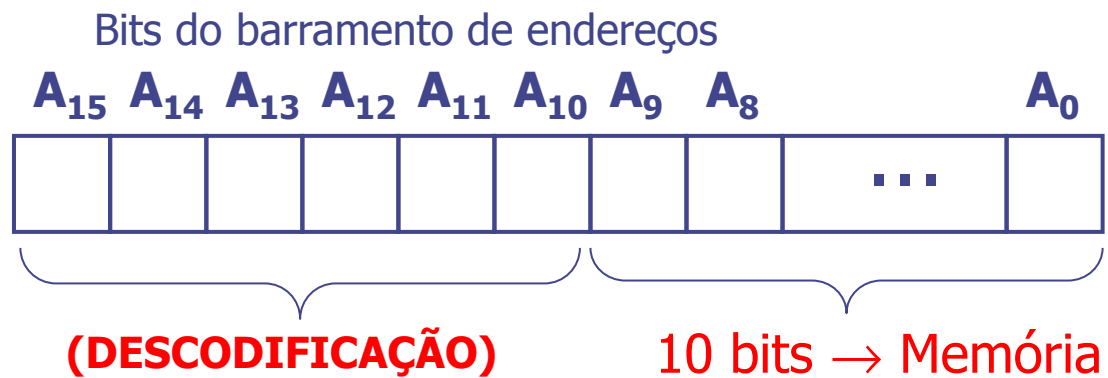 Bits do barramento de endereços
A₁₅ A₁₄ A₁₃ A₁₂ A₁₁ A₁₀ A₉ A₈ A₀
...
(DESCODIFICAÇÃO) 10 bits → Memória